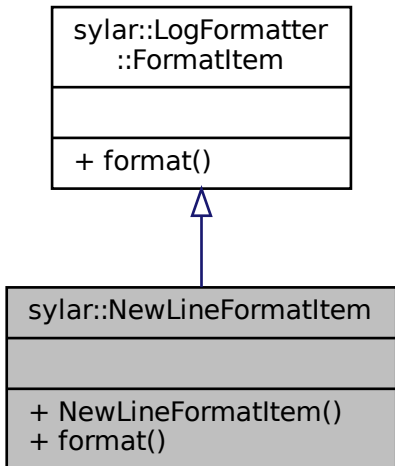 sylar::LogFormatter
::FormatItem
+ format()
sylar::NewLineFormatItem
+ NewLineFormatItem()
+ format()